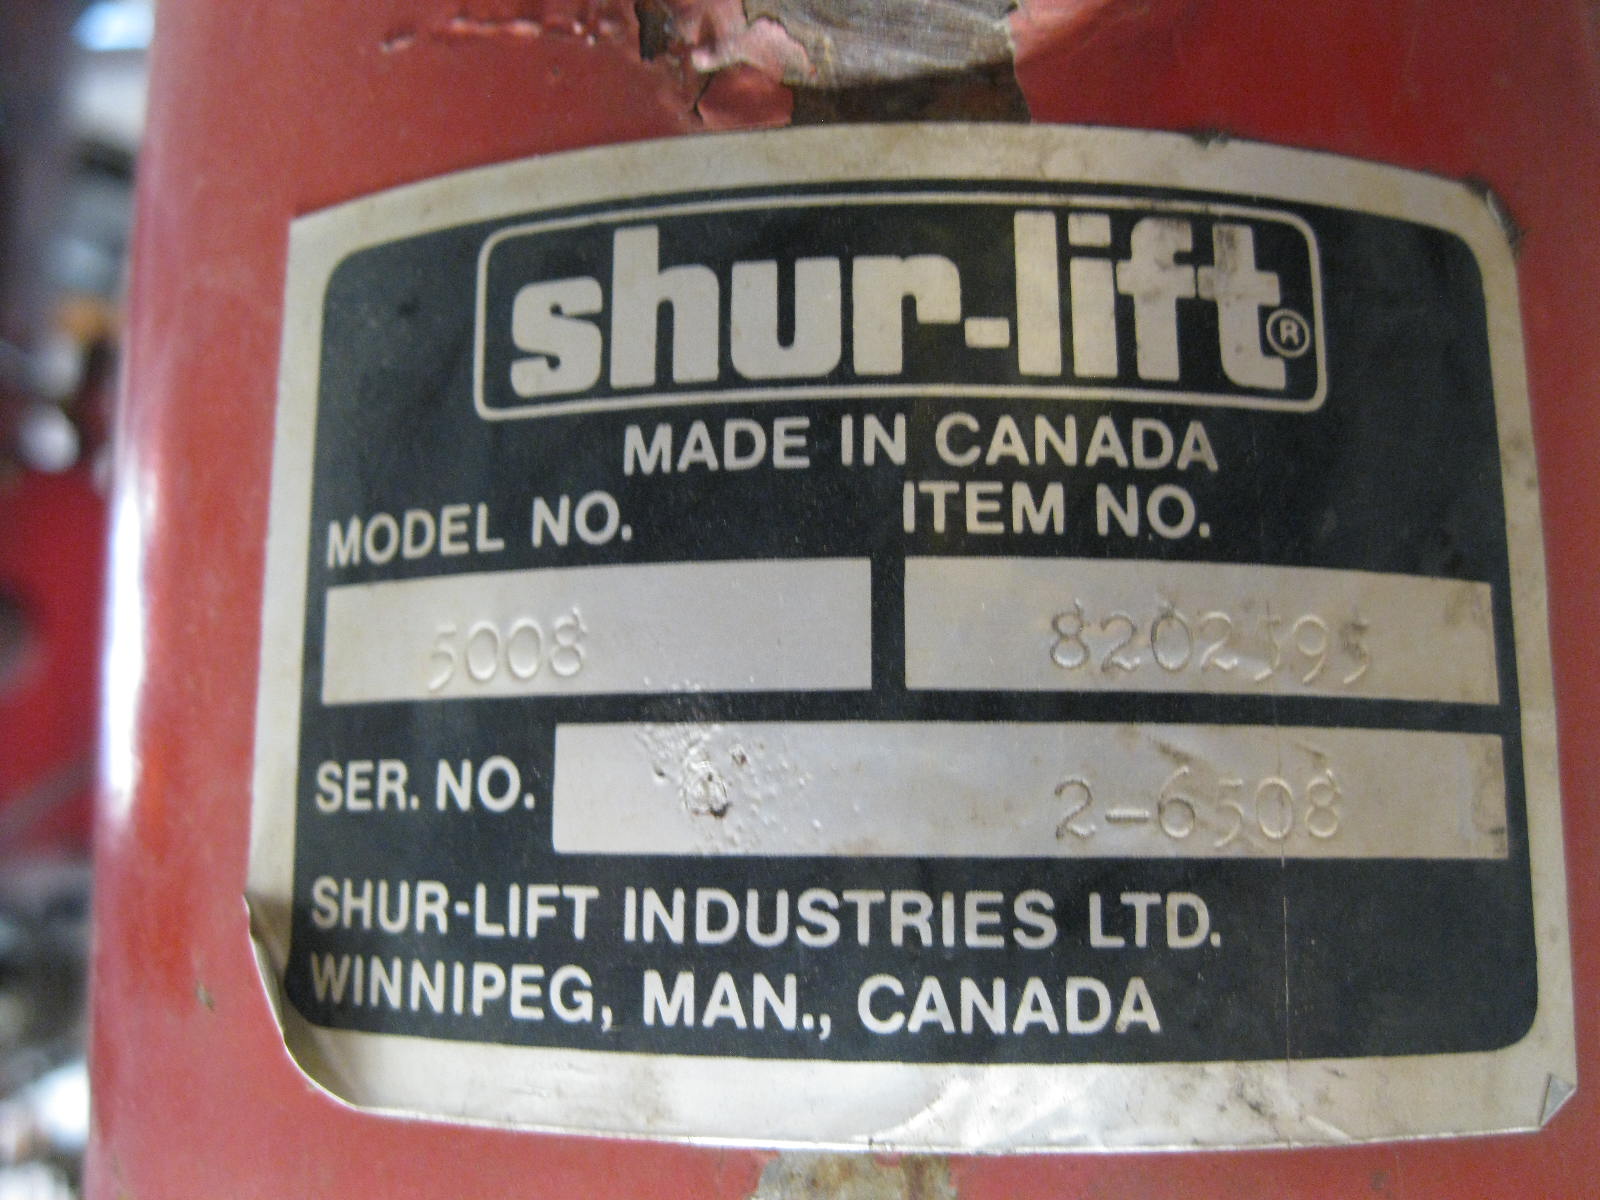 shur-lift®
MADE IN CANADA
MODEL NO. ITEM NO.
5008 8202395
SER. NO. 2-6508
SHUR-LIFT INDUSTRIES LTD.
WINNIPEG, MAN., CANADA